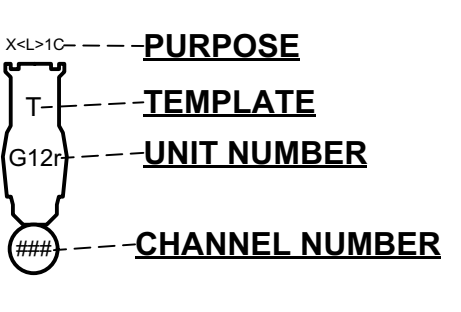 X<L>1C PURPOSE
T TEMPLATE
G12r UNIT NUMBER
### CHANNEL NUMBER